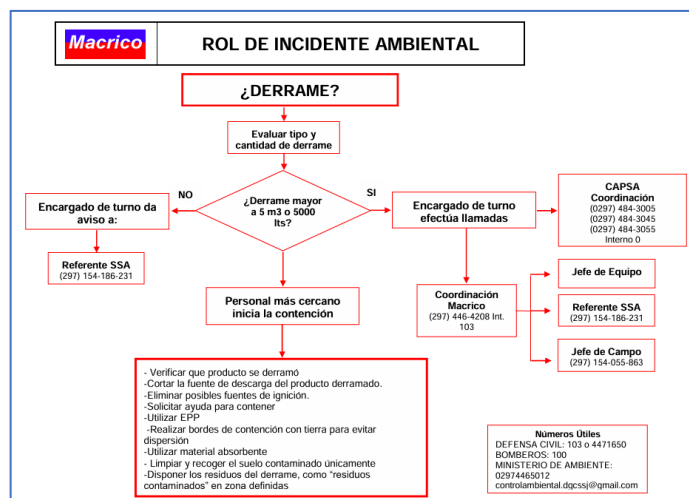 Macrico
ROL DE INCIDENTE AMBIENTAL
¿DERRAME?
Evaluar tipo y
cantidad de derrame
NO
¿Derrame mayor
a 5 m3 o 5000
lts?
SI
Encargado de turno da
aviso a:
Referente SSA
(297) 154-186-231
Encargado de turno
efectúa llamadas
CAPSA
Coordinación
(0297) 484-3005
(0297) 484-3045
(0297) 484-3055
Interno 0
Personal más cercano
inicia la contención
Coordinación
Macrico
(297) 446-4208 Int.
103
Jefe de Equipo
Referente SSA
(297) 154-186-231
Jefe de Campo
(297) 154-055-863
- Verificar que producto se derramó
- Cortar la fuente de descarga del producto derramado.
- Eliminar posibles fuentes de ignición.
- Solicitar ayuda para contener
- Utilizar EPP
- Realizar bordes de contención con tierra para evitar
dispersión
- Utilizar material absorbente
- Limpiar y recoger el suelo contaminado únicamente
- Disponer los residuos del derrame, como “residuos
contaminados” en zona definidas
Números Útiles
DEFENSA CIVIL: 103 o 4471650
BOMBEROS: 100
MINISTERIO DE AMBIENTE:
02974465012
controlambiental.dgcssj@gmail.com